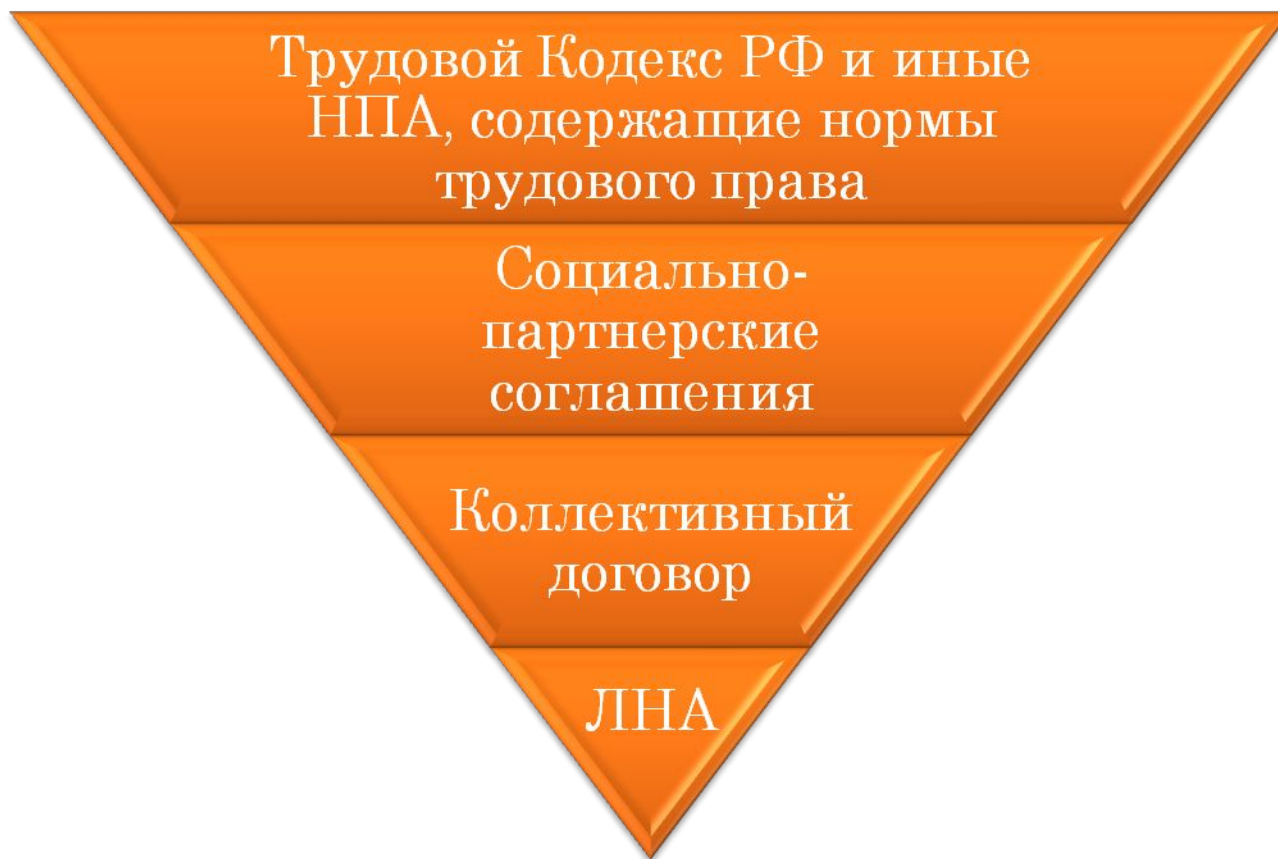 Трудовой Кодекс РФ и иные
НПА, содержащие нормы
трудового права
Социально-
партнерские
соглашения
Коллективный
договор
ЛНА